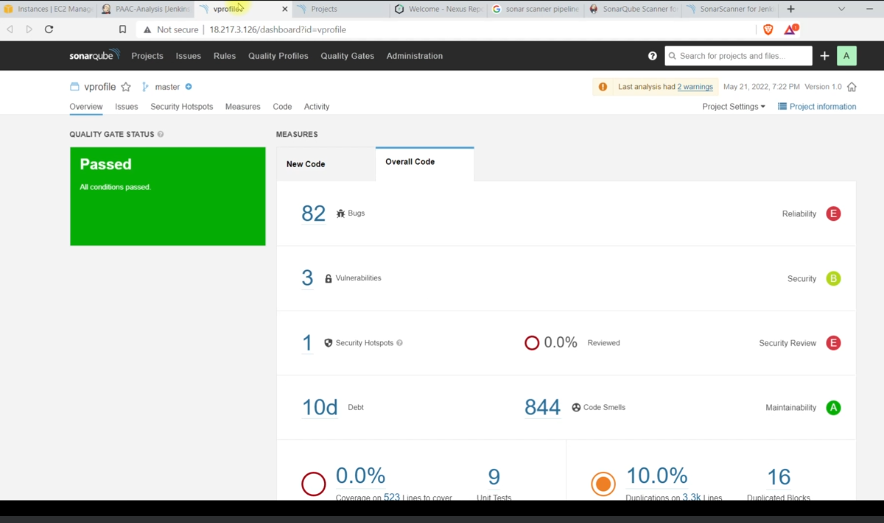 Instances | EC2 Manag
PAAC-Analysis [Jenkin
vprofile
Projects
Welcome - Nexus Rep
sonar scanner pipeline
SonarQube Scanner fo
SonarScanner for Jenk
Not secure | 18.217.3.126/dashboard?id=vprofile
sonarqube Projects Issues Rules Quality Profiles Quality Gates Administration
Search for projects and files...
A
vprofile master
Last analysis had 2 warnings May 21, 2022, 7:22 PM Version 1.0
Overview Issues Security Hotspots Measures Code Activity
Project Settings Project information
QUALITY GATE STATUS
MEASURES
Passed
All conditions passed.
New Code
Overall Code
82 Bugs Reliability E
3 Vulnerabilities Security B
1 Security Hotspots 0.0% Reviewed Security Review E
10d Debt 844 Code Smells Maintainability A
0.0% 9 10.0% 16
Coverage on 523 Lines to cover Unit Tests Duplications on 3.3k Lines Duplicated Blocks